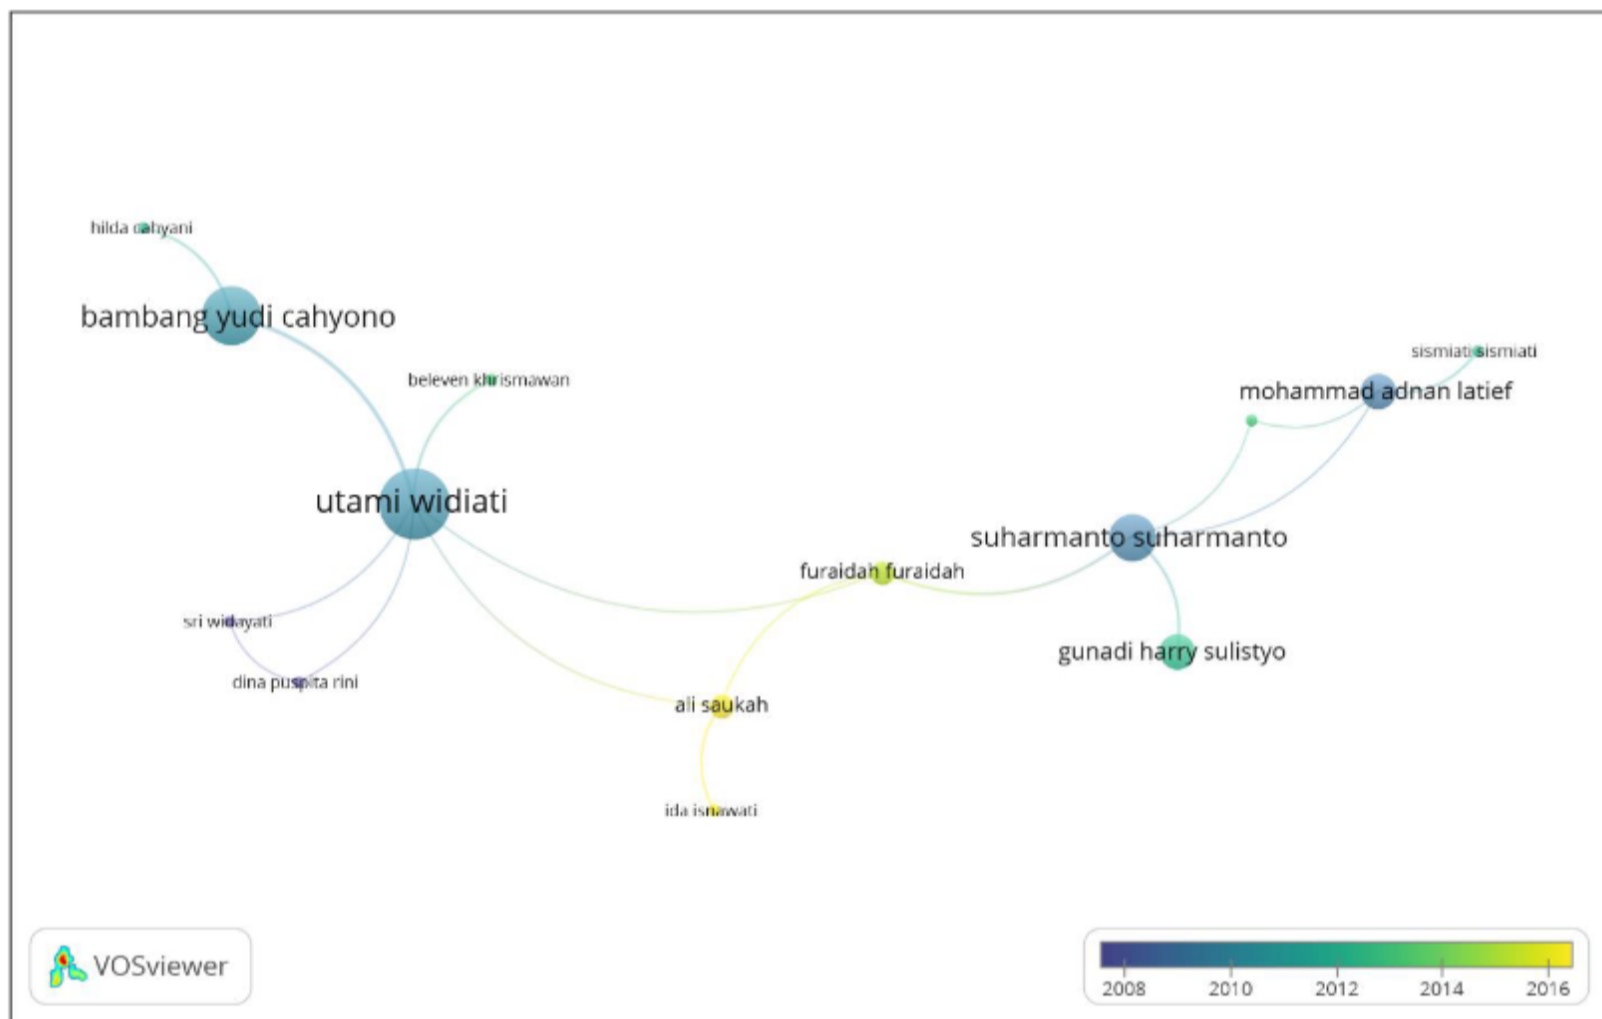 hilda cahyani
bambang yudi cahyono
sismiati sismiati
beleven khrismawan
mohammad adnan latief
utami widiati
suharmanto suharmanto
furaidah furaidah
sri widayati
gunadi harry sulistyo
dina puspita rini
ali saukah
ida isnawati
VOSviewer
2008 2010 2012 2014 2016